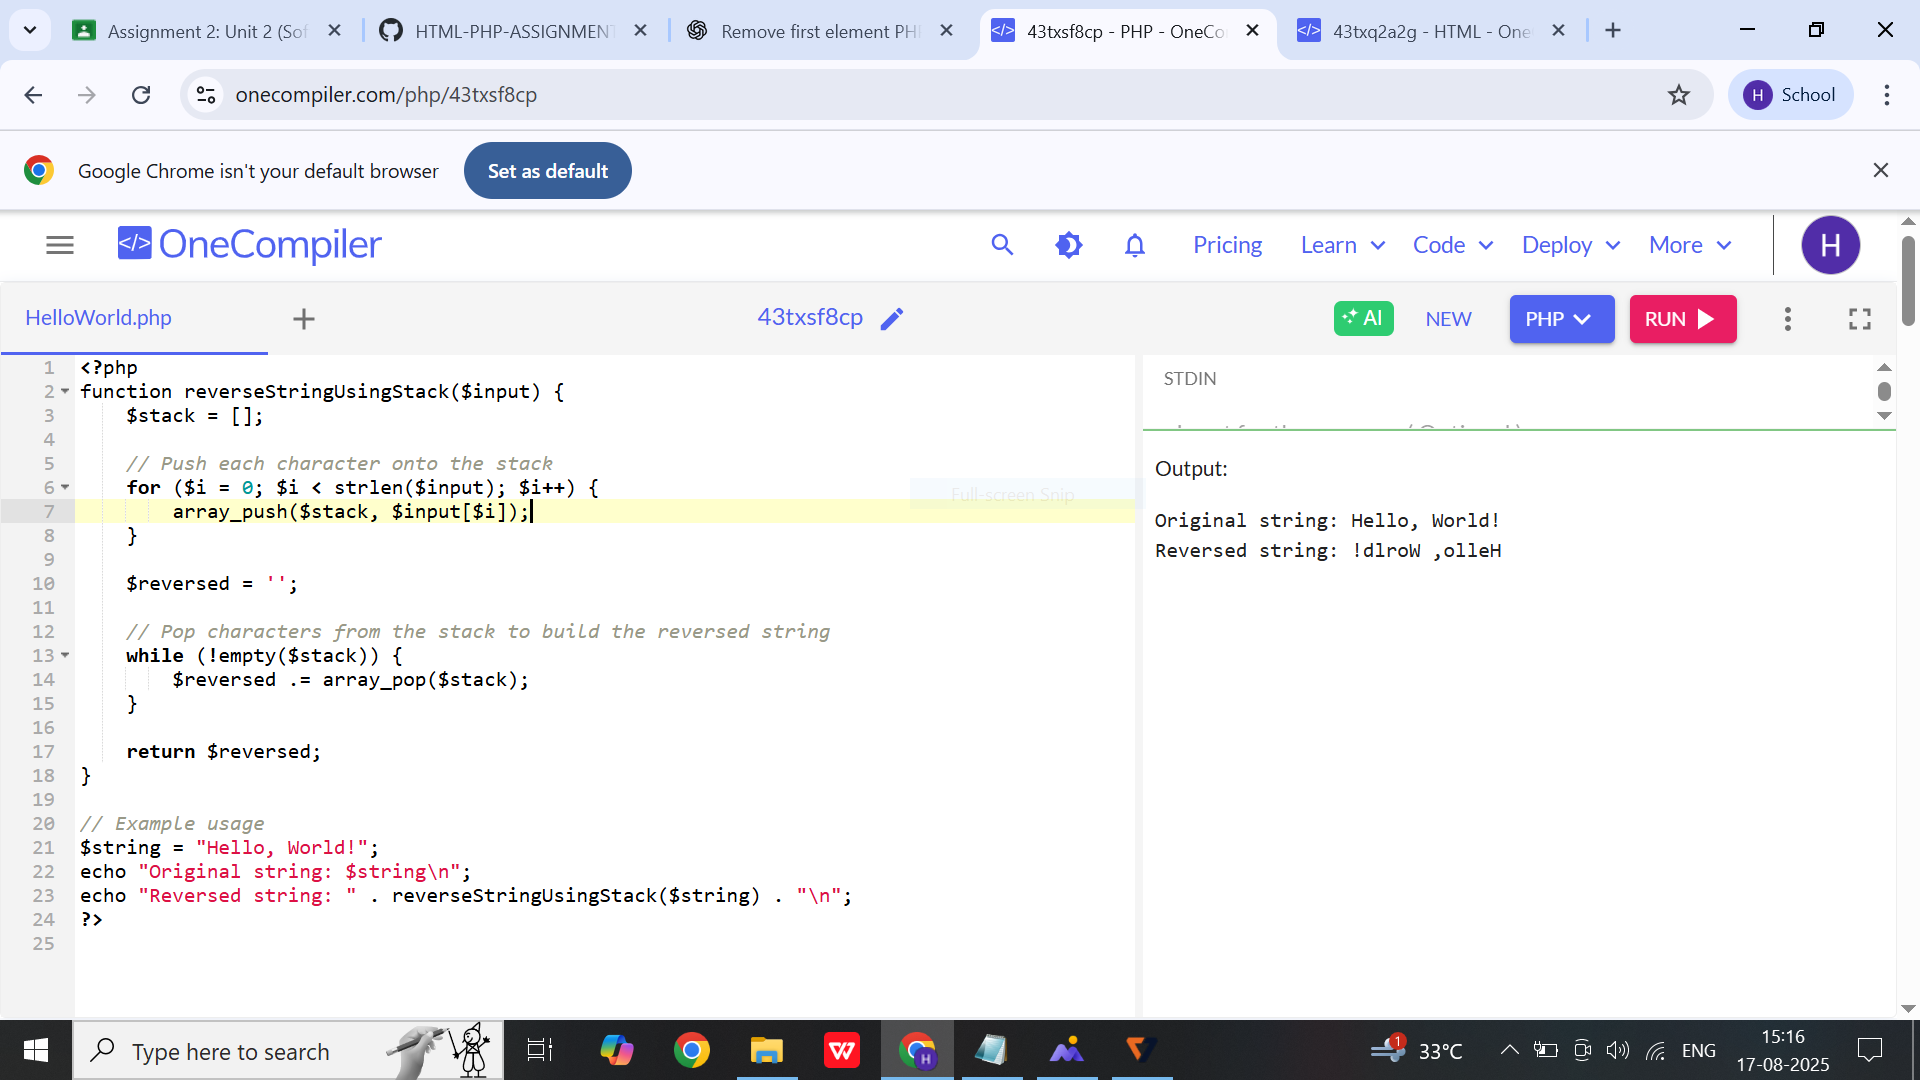 Assignment 2: Unit 2 (Sof
HTML-PHP-ASSIGNMENT
Remove first element PH
43txsf8cp - PHP - OneCo
43txq2a2g - HTML - One
onecompiler.com/php/43txsf8cp
H School
Google Chrome isn't your default browser
Set as default
</> OneCompiler
Pricing
Learn
Code
Deploy
More
H
HelloWorld.php
43txsf8cp
AI
NEW
PHP
RUN
1 <?php
2 function reverseStringUsingStack($input) {
3 $stack = [];
4
5 // Push each character onto the stack
6 for ($i = 0; $i < strlen($input); $i++) {
7 array_push($stack, $input[$i]);
8 }
9
10 $reversed = '';
11
12 // Pop characters from the stack to build the reversed string
13 while (!empty($stack)) {
14 $reversed .= array_pop($stack);
15 }
16
17 return $reversed;
18 }
19
20 // Example usage
21 $string = "Hello, World!";
22 echo "Original string: $string\n";
23 echo "Reversed string: " . reverseStringUsingStack($string) . "\n";
24 ?>
25
Full-screen Snip
STDIN
Output:
Original string: Hello, World!
Reversed string: !dlroW ,olleH
Type here to search
1
33°C
ENG
15:16
17-08-2025